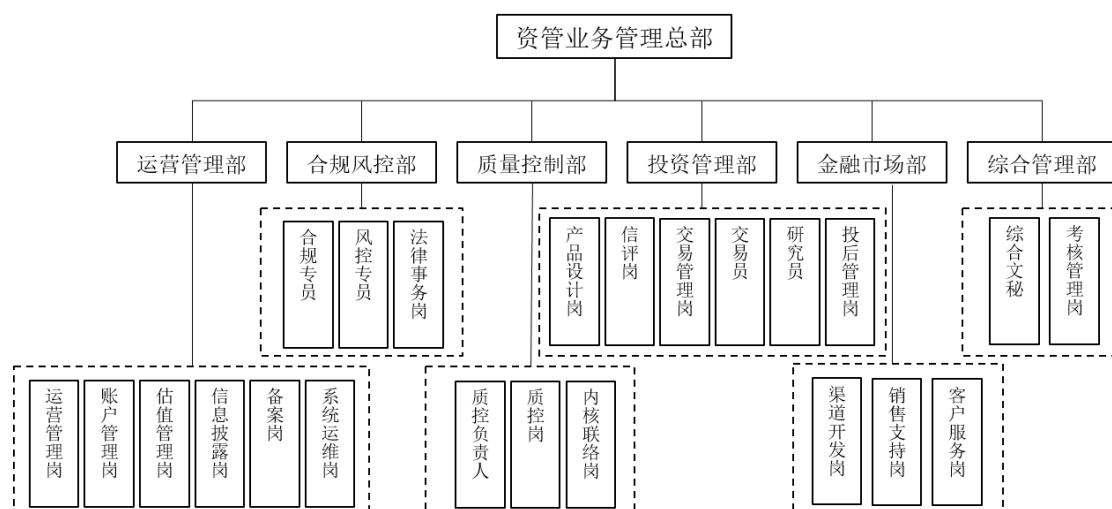 资管业务管理总部
运营管理部
合规风控部
质量控制部
投资管理部
金融市场部
综合管理部
合规专员
风控专员
法律事务岗
产品设计岗
信评岗
交易管理岗
交易员
研究员
投后管理岗
综合文秘
考核管理岗
运营管理岗
账户管理岗
估值管理岗
信息披露岗
备案岗
系统运维岗
质控负责人
质控岗
内核联络岗
渠道开发岗
销售支持岗
客户服务岗